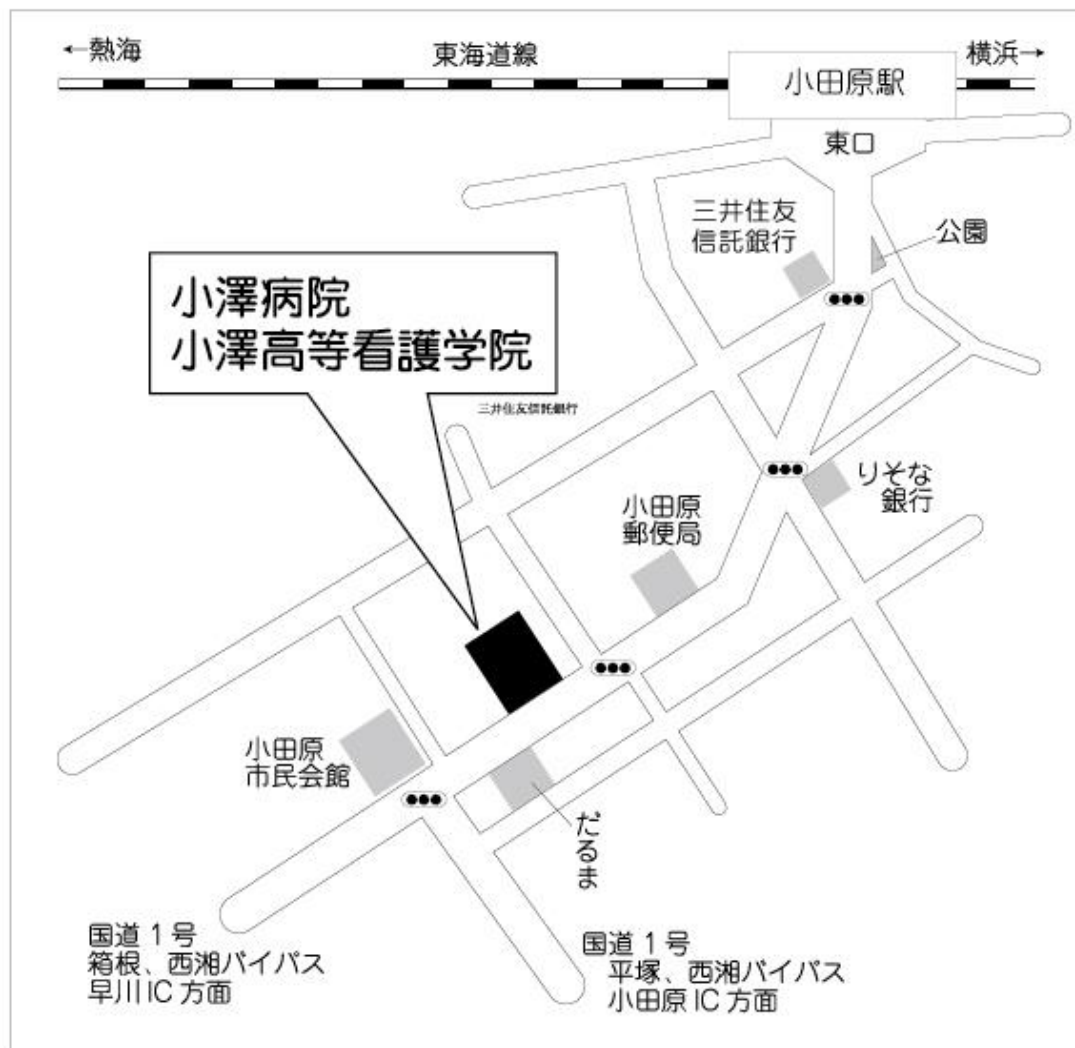 ←熱海
東海道線
横浜→
小田原駅
東口
三井住友
信託銀行
公園
小澤病院
小澤高等看護学院
三井住友信託銀行
りそな
銀行
小田原
郵便局
小田原
市民会館
だるま
国道1号
箱根、西湘バイパス
早川IC方面
国道1号
平塚、西湘バイパス
小田原IC方面